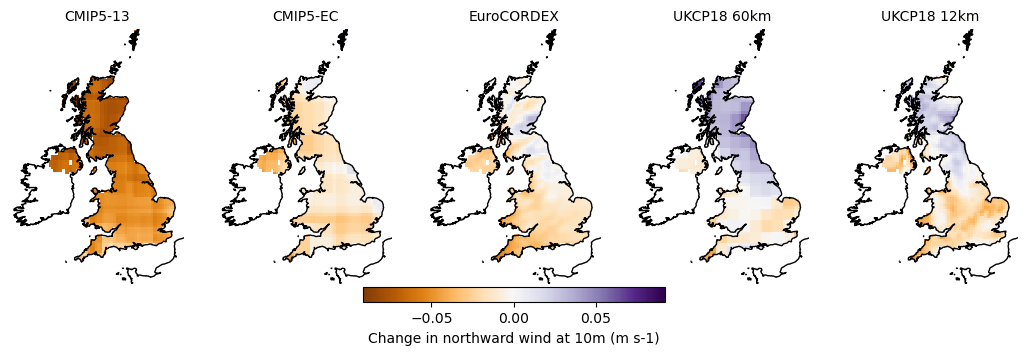 CMIP5-13
CMIP5-EC
EuroCORDEX
UKCP18 60km
UKCP18 12km
−0.05
0.00
0.05
Change in northward wind at 10m (m s-1)